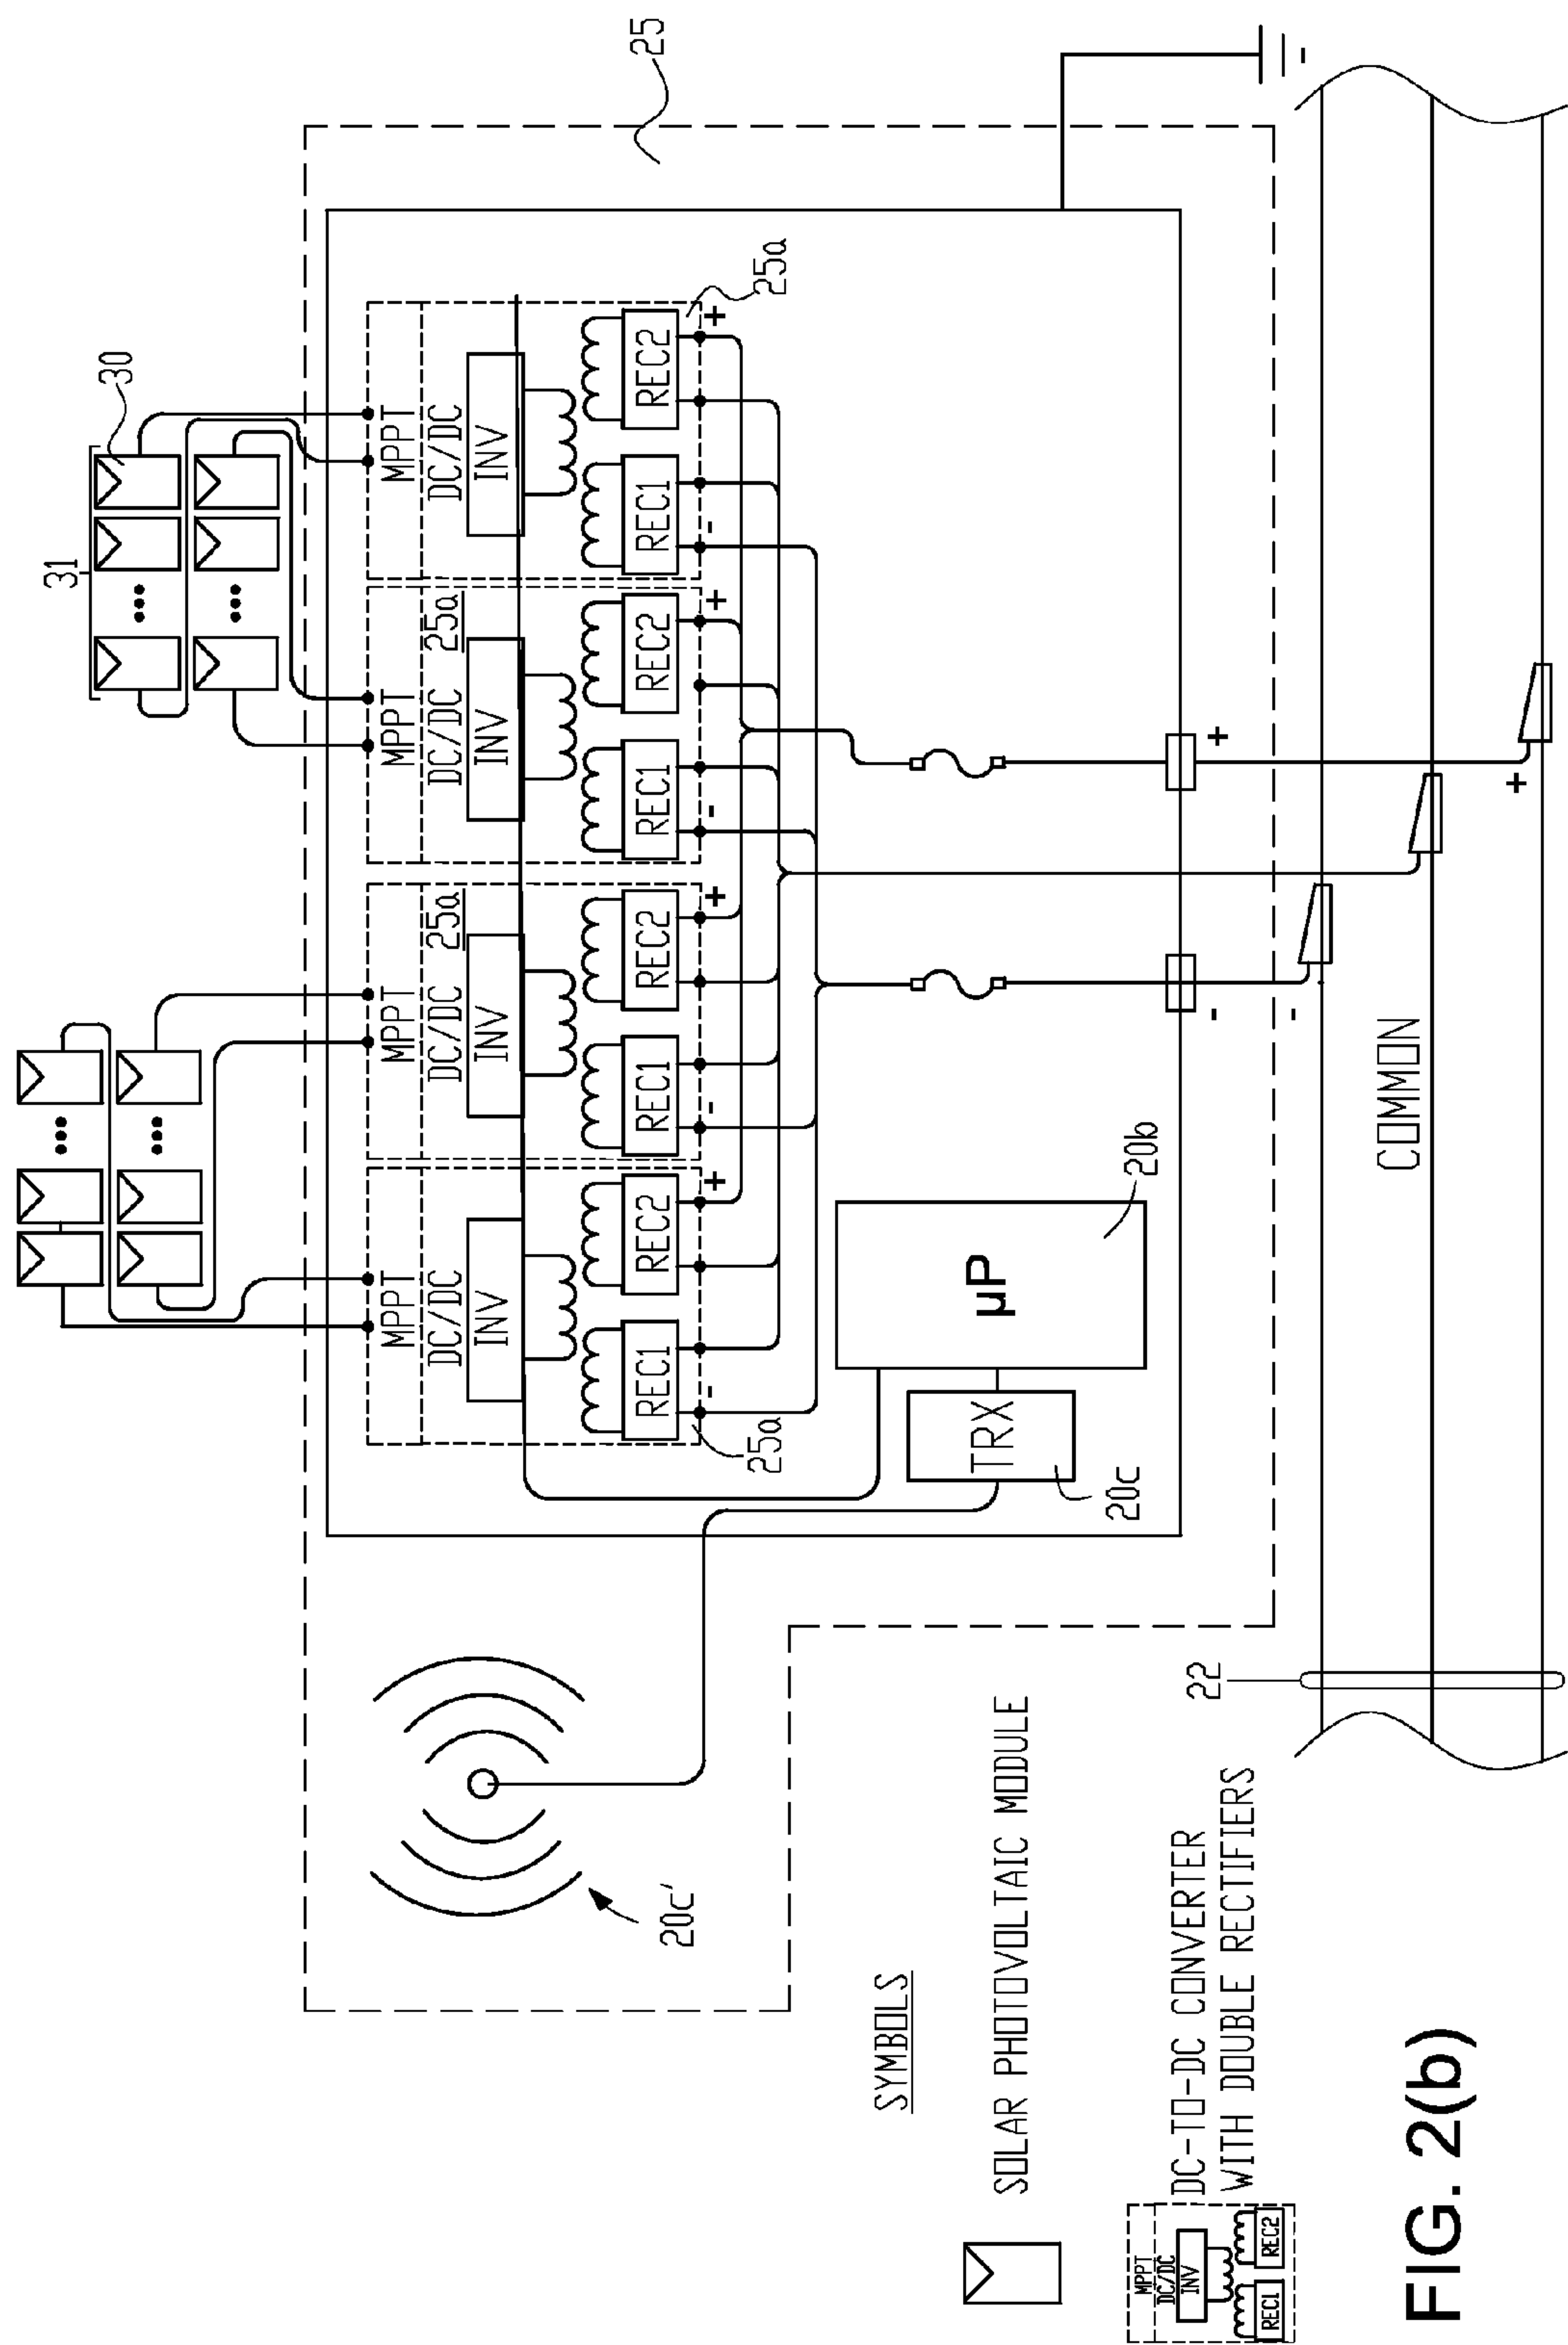 31
30
25
MPPT
DC/DC
INV
REC1
REC2
-
+
25a
MPPT
DC/DC
INV
25a
REC1
REC2
-
+
MPPT
DC/DC
INV
25a
REC1
REC2
-
+
MPPT
DC/DC
INV
REC1
REC2
-
+
25a
µP
20b
TRX
20c
20c'
-
+
-
+
COMMON
22
SYMBOLS
SOLAR PHOTOVOLTAIC MODULE
MPPT
DC/DC
INV
REC1
REC2
DC-TO-DC CONVERTER
WITH DOUBLE RECTIFIERS
FIG. 2(b)